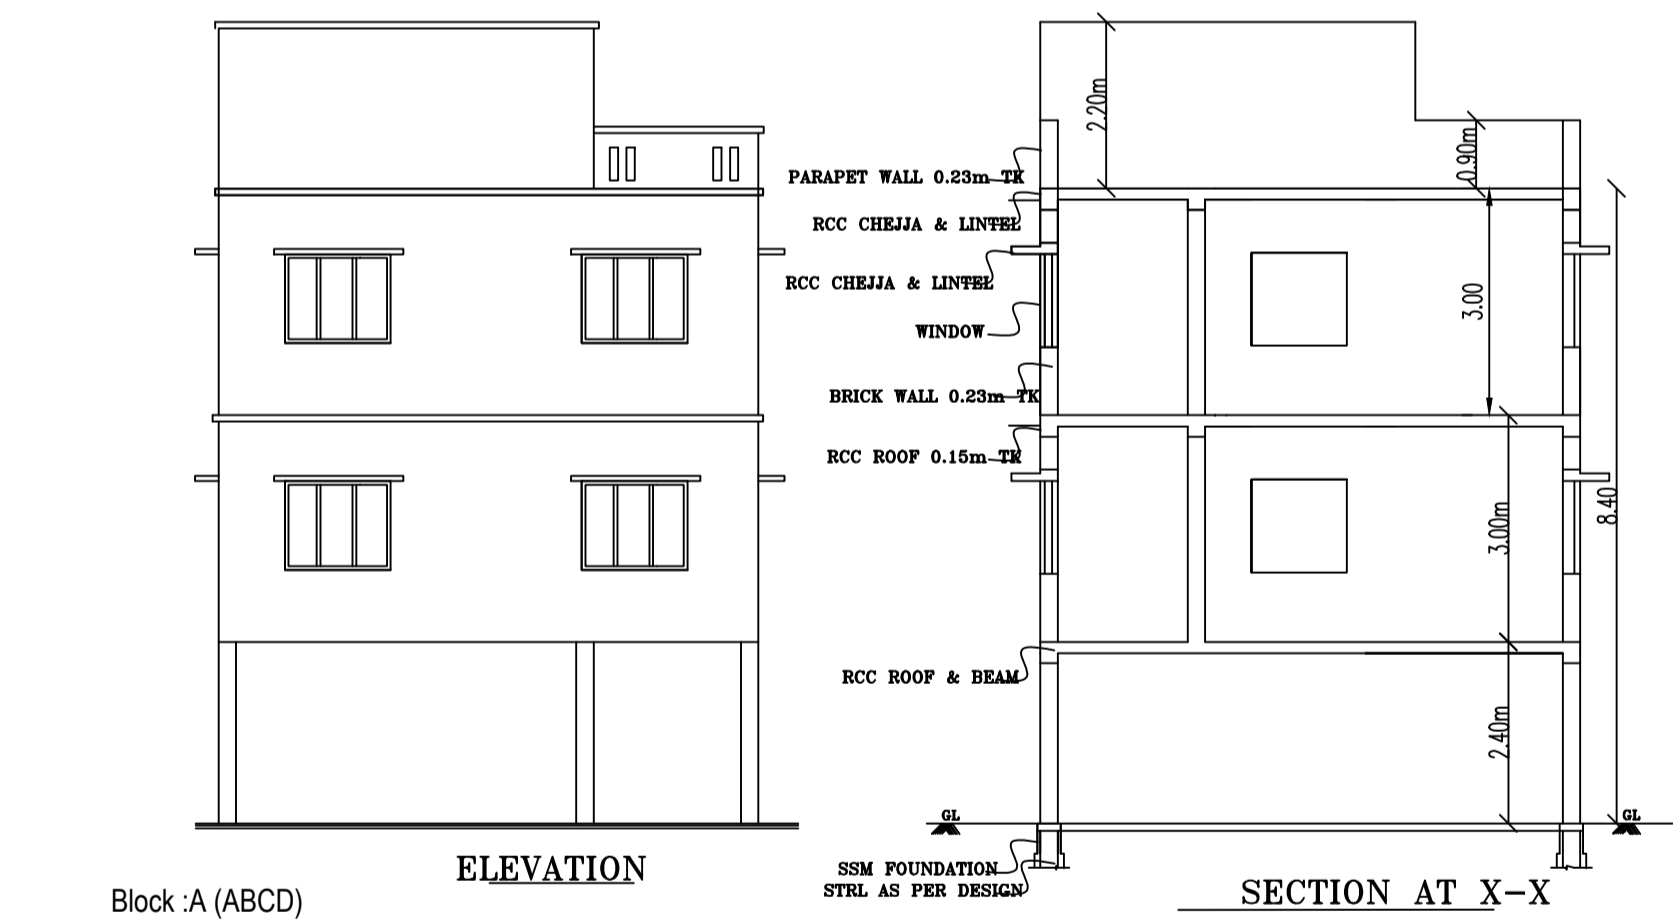 2.20m
0.90m
PARAPET WALL 0.23m TK
RCC CHEJJA & LINTEL
RCC CHEJJA & LINTEL
3.00
WINDOW
BRICK WALL 0.23m TK
RCC ROOF 0.15m TK
8.40
3.00m
RCC ROOF & BEAM
2.40m
GL
GL
ELEVATION
SSM FOUNDATION
STRL AS PER DESIGN
SECTION AT X-X
Block :A (ABCD)